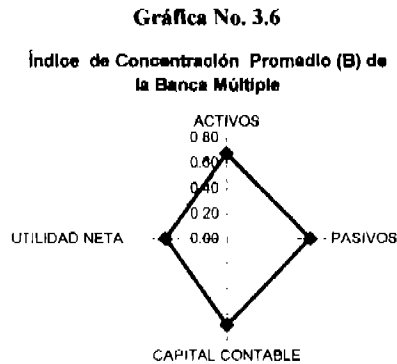 Gráfica No. 3.6
Índice de Concentración Promedio (B) de
la Banca Múltiple
ACTIVOS
0 80
0.60
0 40
0 20
UTILIDAD NETA
0.00
PASIVOS
CAPITAL CONTABLE